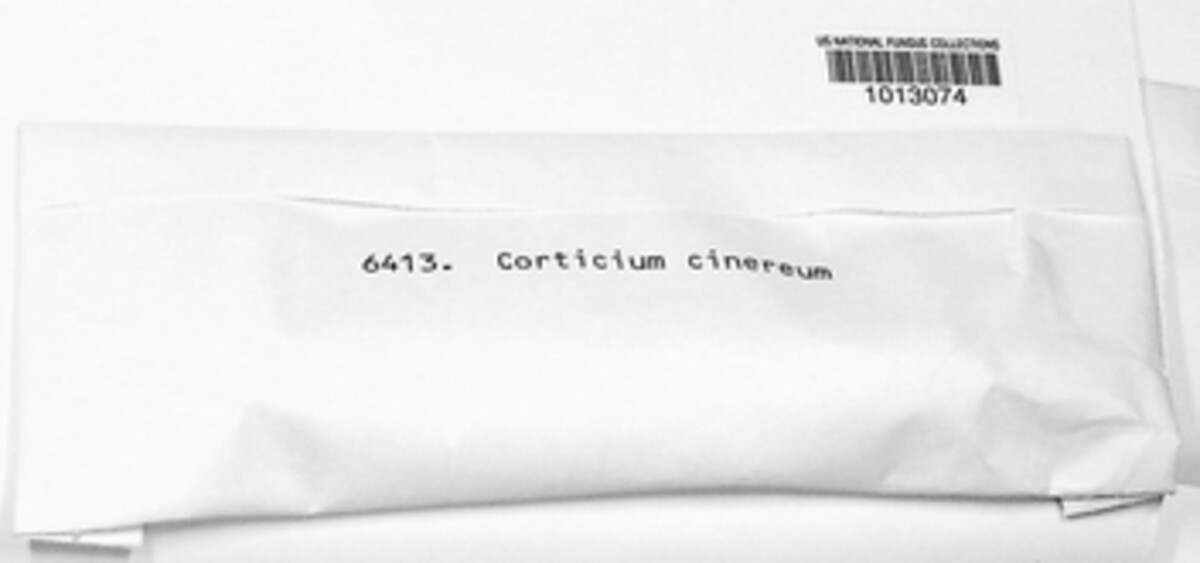 US NATIONAL FUNGUS COLLECTIONS
1013074
6413. Corticium cinereum